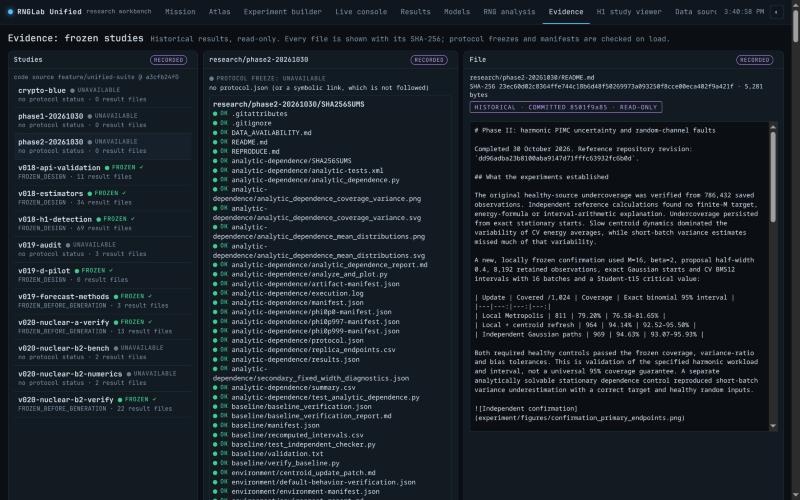 RNGLab Unified research workbench Mission Atlas Experiment builder Live console Results Models RNG analysis Evidence H1 study viewer Data sourc 3:40:58 PM
Evidence: frozen studies Historical results, read-only. Every file is shown with its SHA-256; protocol freezes and manifests are checked on load.
Studies RECORDED
code source feature/unified-suite @ a3cfb24f0
crypto-blue UNAVAILABLE
no protocol status · 0 result files
phase1-20261030 UNAVAILABLE
no protocol status · 0 result files
phase2-20261030 UNAVAILABLE
no protocol status · 0 result files
v018-api-validation FROZEN ✓
FROZEN_DESIGN · 11 result files
v018-estimators FROZEN ✓
FROZEN_DESIGN · 34 result files
v018-h1-detection FROZEN ✓
FROZEN_DESIGN · 69 result files
v019-audit UNAVAILABLE
no protocol status · 3 result files
v019-d-pilot FROZEN ✓
FROZEN_DESIGN · 0 result files
v019-forecast-methods FROZEN ✓
FROZEN_BEFORE_GENERATION · 3 result files
v020-nuclear-a-verify FROZEN ✓
FROZEN_BEFORE_GENERATION · 13 result files
v020-nuclear-b2-bench UNAVAILABLE
no protocol status · 2 result files
v020-nuclear-b2-numerics UNAVAILABLE
no protocol status · 2 result files
v020-nuclear-b2-verify FROZEN ✓
FROZEN_BEFORE_GENERATION · 22 result files
research/phase2-20261030 RECORDED
PROTOCOL FREEZE: UNAVAILABLE
no protocol.json (or a symbolic link, which is not followed)
research/phase2-20261030/SHA256SUMS
OK .gitattributes
OK .gitignore
OK DATA_AVAILABILITY.md
OK README.md
OK REPRODUCE.md
OK analytic-dependence/SHA256SUMS
OK analytic-dependence/analytic-tests.xml
OK analytic-dependence/analytic_dependence.py
OK analytic-
dependence/analytic_dependence_coverage_variance.png
OK analytic-
dependence/analytic_dependence_coverage_variance.svg
OK analytic-
dependence/analytic_dependence_mean_distributions.png
OK analytic-
dependence/analytic_dependence_mean_distributions.svg
OK analytic-dependence/analytic_dependence_report.md
OK analytic-dependence/analyze_and_plot.py
OK analytic-dependence/artifact-manifest.json
OK analytic-dependence/execution.log
OK analytic-dependence/manifest.json
OK analytic-dependence/phi0p0-manifest.json
OK analytic-dependence/phi0p997-manifest.json
OK analytic-dependence/phi0p999-manifest.json
OK analytic-dependence/protocol.json
OK analytic-dependence/replica_endpoints.csv
OK analytic-dependence/results.json
OK analytic-
dependence/secondary_fixed_width_diagnostics.json
OK analytic-dependence/summary.csv
OK analytic-dependence/test_analytic_dependence.py
OK baseline/baseline_verification.json
OK baseline/baseline_verification_report.md
OK baseline/manifest.json
OK baseline/recomputed_intervals.csv
OK baseline/test_independent_checker.py
OK baseline/validation.txt
OK baseline/verify_baseline.py
OK environment/centroid_update_patch.md
OK environment/default-behavior-verification.json
OK environment/environment-manifest.json
File RECORDED
research/phase2-20261030/README.md
SHA-256 23ec60d02c8364ffe744c18b6d48f50269973a093250f8cce00eca402f9a421f · 5,281
bytes
HISTORICAL · COMMITTED 8501f9a85 · READ-ONLY
# Phase II: harmonic PIMC uncertainty and random-channel faults
Completed 30 October 2026. Reference repository revision:
`dd96adba23b8100aba9147d71fffc63932fc6b0d`.
## What the experiments established
The original healthy-source undercoverage was verified from 786,432 saved
observations. Independent reference calculations found no finite-M target,
energy-formula or interval-arithmetic explanation. Undercoverage persisted
from exact stationary starts. Slow centroid dynamics dominated the
variability of CV energy averages, while short-batch variance estimates
missed much of that variability.
A new, locally frozen confirmation used M=16, beta=2, proposal half-width
0.4, 8,192 retained observations, exact Gaussian starts and CV BM512
intervals with 16 batches and a Student-t15 critical value:
| Update | Covered /1,024 | Coverage | Exact binomial 95% interval |
|---|---:|---:|---:|
| Local Metropolis | 811 | 79.20% | 76.58–81.65% |
| Local + centroid refresh | 964 | 94.14% | 92.52–95.50% |
| Independent Gaussian paths | 969 | 94.63% | 93.07–95.93% |
Both required healthy controls passed the frozen coverage, variance-ratio
and bias tolerances. This is validation of the specified harmonic workload
and interval, not a universal 95% coverage guarantee. A separate
analytically solvable stationary dependence control reproduced short-batch
variance underestimation with a correct target and healthy random inputs.
![Independent confirmation]
(experiment/figures/confirmation_primary_endpoints.png)